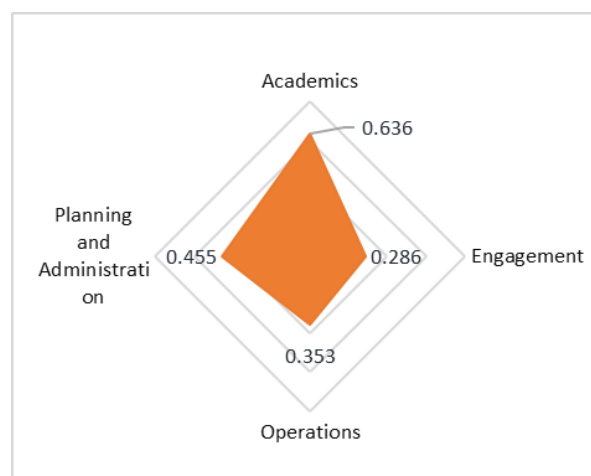 Academics
0.636
Planning
and
Administrati
on
0.455
0.286
Engagement
0.353
Operations